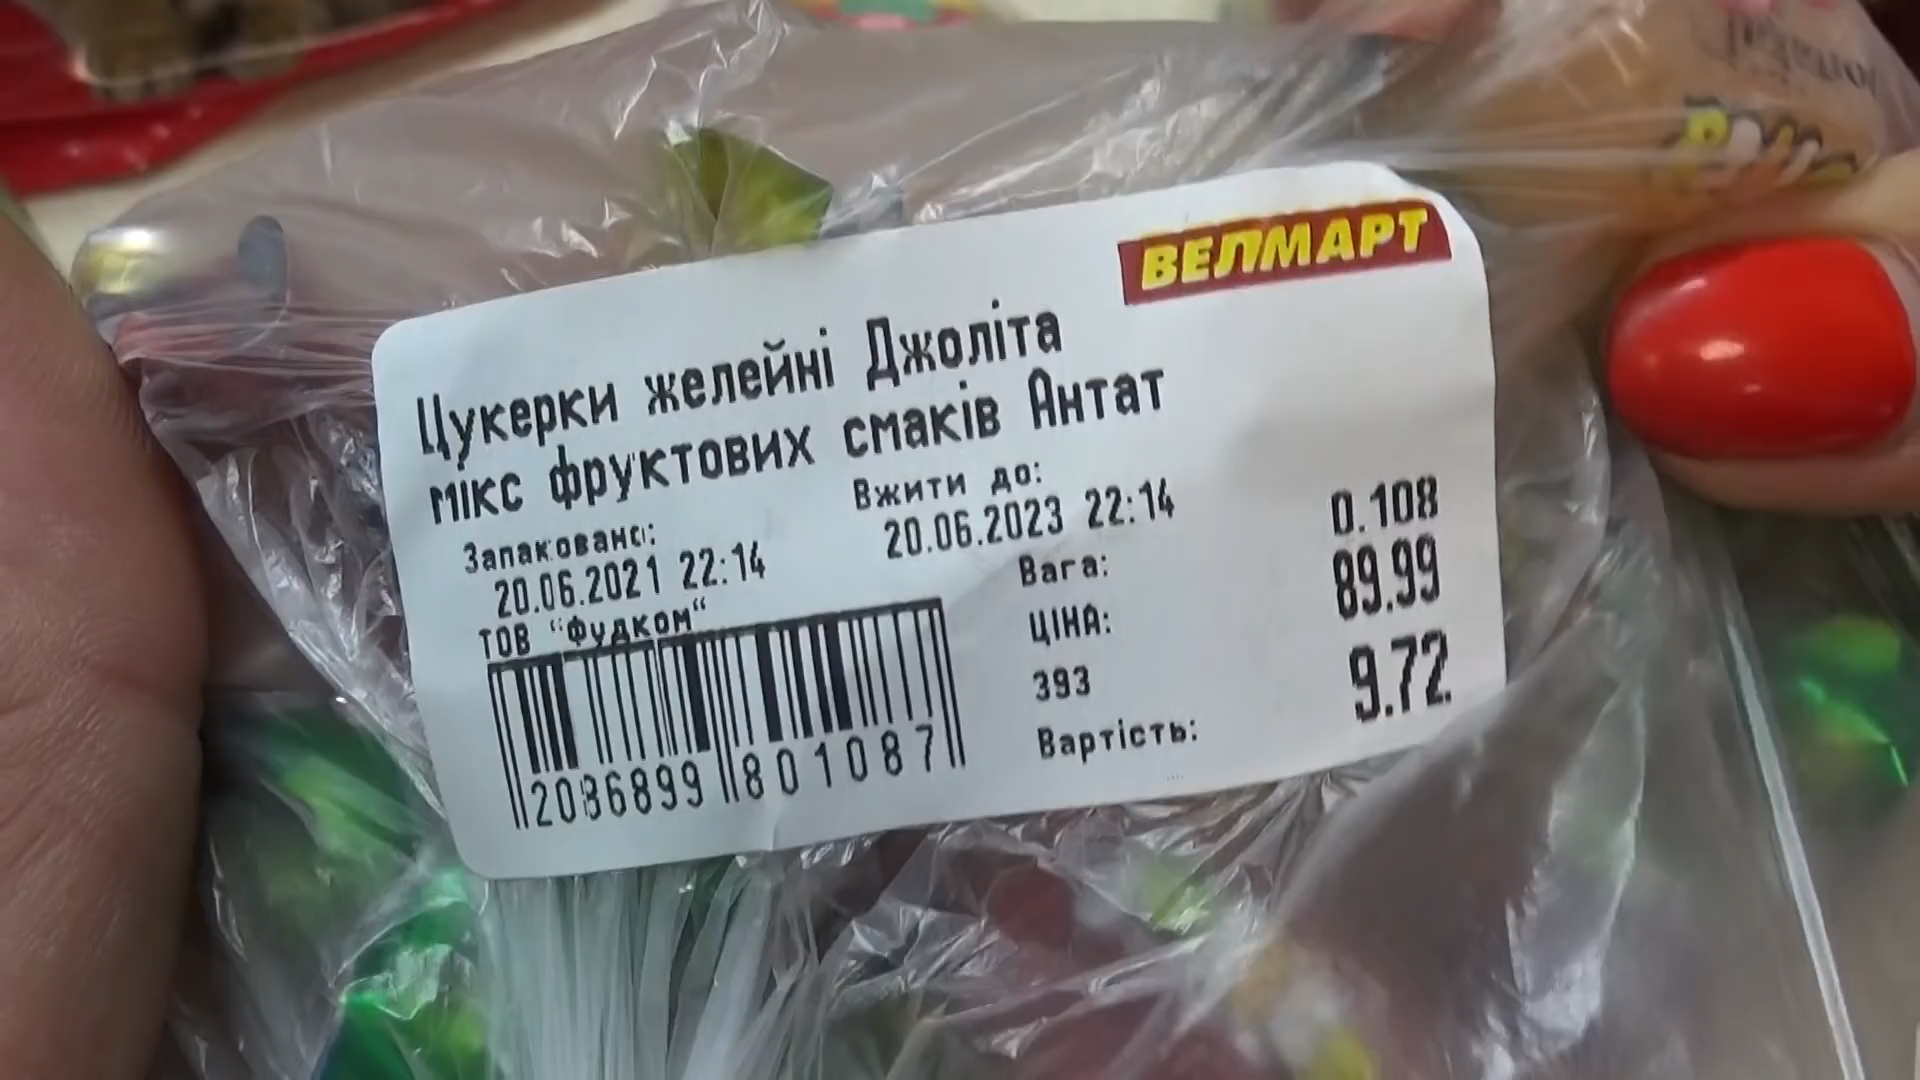 ВЕЛМАРТ
Цукерки желейні Джоліта
мікс фруктових смаків Антат
Запаковано:
20.06.2021 22:14
Вжити до:
20.06.2023 22:14
ТОВ "Фудком"
Вага:
0.108
ЦІНА:
89.99
393
Вартість:
9.72
2036899 801087